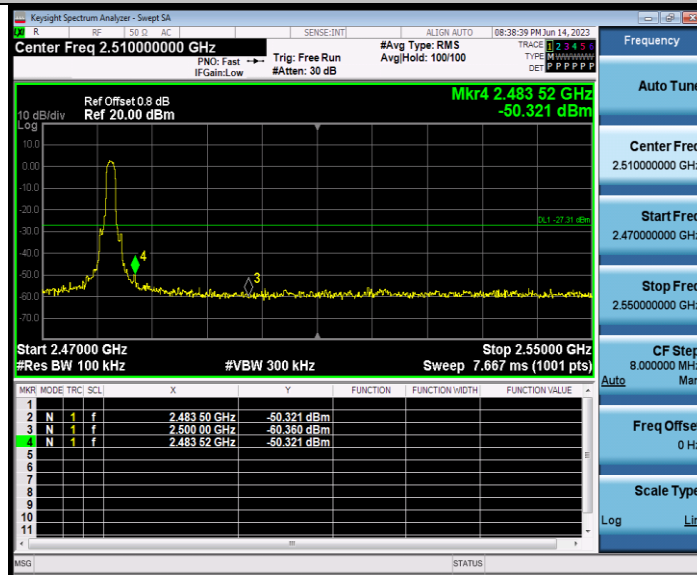 Keysight Spectrum Analyzer - Swept SA
R RF 50 Ω AC SENSE:INT ALIGN AUTO 08:38:39 PM Jun 14, 2023
Center Freq 2.510000000 GHz
PNO: Fast
IFGain:Low
Trig: Free Run
#Atten: 30 dB
#Avg Type: RMS
Avg|Hold: 100/100
TRACE 1 2 3 4 5 6
TYPE M WWWWW
DET P P P P P P
Frequency
Auto Tune
Center Freq
2.510000000 GHz
Start Freq
2.470000000 GHz
Stop Freq
2.550000000 GHz
CF Step
8.000000 MHz
Auto Man
Freq Offset
0 Hz
Scale Type
Log Lin
Ref Offset 0.8 dB
10 dB/div Ref 20.00 dBm
Log
Mkr4 2.483 52 GHz
-50.321 dBm
10.0
0.00
-10.0
-20.0
DL1 -27.31 dBm
-30.0
-40.0
4
-50.0
3
-60.0
-70.0
Start 2.47000 GHz Stop 2.55000 GHz
#Res BW 100 kHz #VBW 300 kHz Sweep 7.667 ms (1001 pts)
MKR MODE TRC SCL X Y FUNCTION FUNCTION WIDTH FUNCTION VALUE
1
2 N 1 f 2.483 50 GHz -50.321 dBm
3 N 1 f 2.500 00 GHz -60.360 dBm
4 N 1 f 2.483 52 GHz -50.321 dBm
5
6
7
8
9
10
11
MSG STATUS